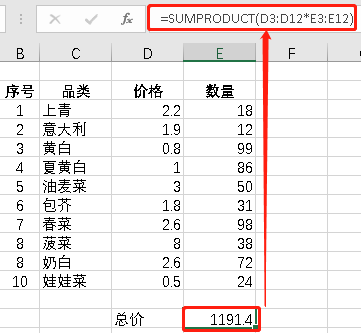 =SUMPRODUCT(D3:D12*E3:E12)
B C D E F
序号 品类 价格 数量
1 上青 2.2 18
2 意大利 1.9 12
3 黄白 0.8 99
4 夏黄白 1 86
5 油麦菜 3 50
6 包芥 1.8 31
7 春菜 2.6 98
8 菠菜 8 38
8 奶白 2.6 72
10 娃娃菜 0.5 24
总价 1191.4